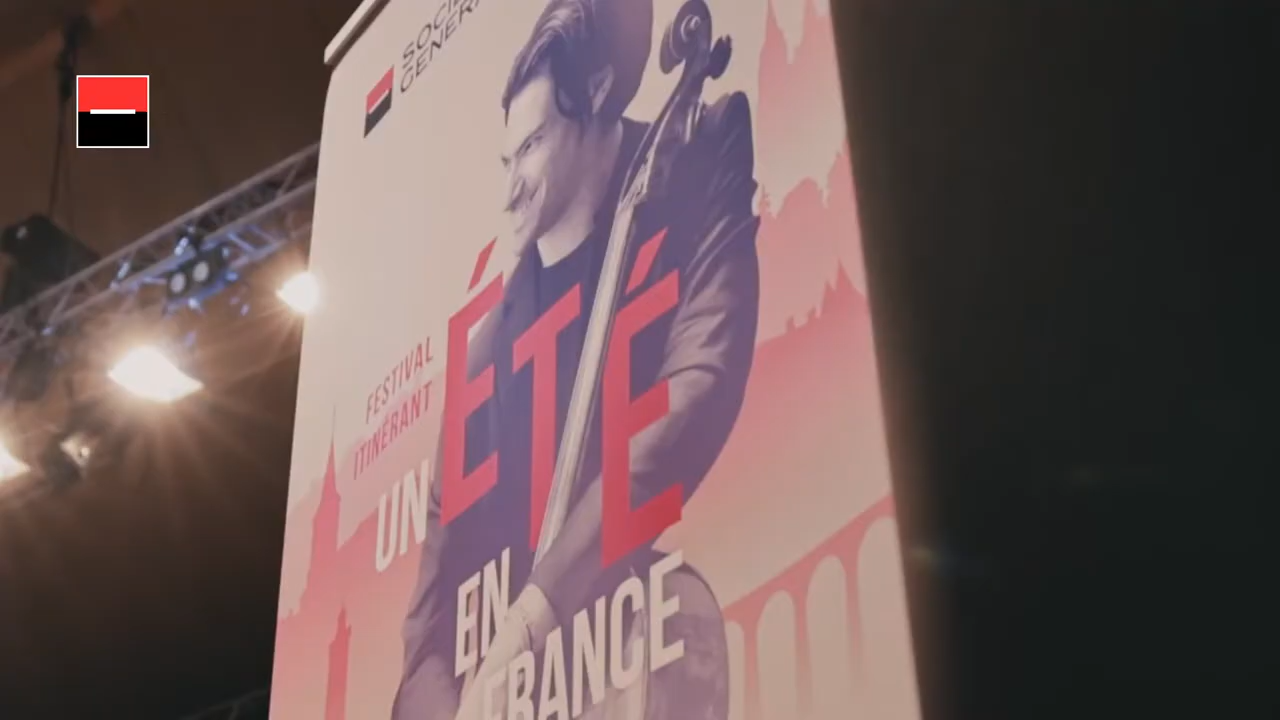 FESTIVAL
ITINÉRANT
UN
ÉTÉ
EN
FRANCE